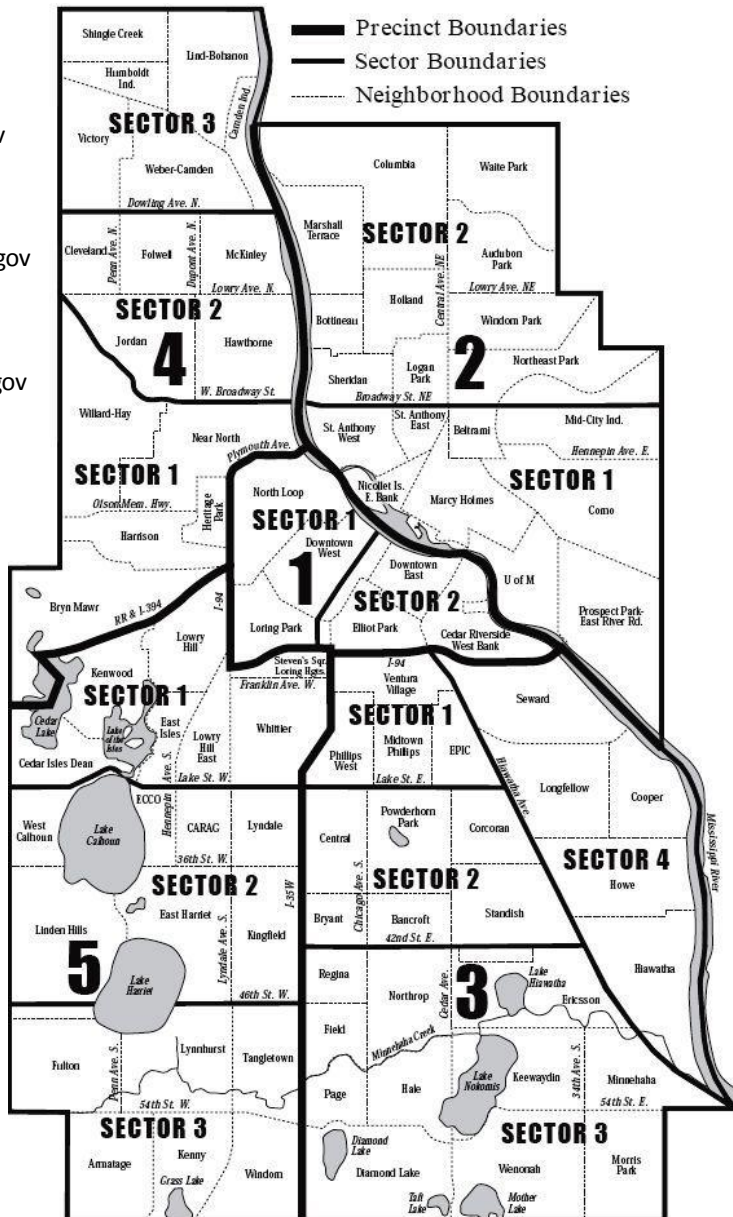 Precinct Boundaries
Sector Boundaries
Neighborhood Boundaries
gov
gov
Shingle Creek
Lind-Bohanon
Humboldt
Ind.
Camden Ind.
SECTOR 3
Victory
Weber-Camden
Dowling Ave. N.
Columbia
Waite Park
Marshall
Terrace
SECTOR 2
Audubon
Park
Cleveland
Penn Ave. N.
Folwell
Dupont Ave. N.
McKinley
Lowry Ave. N.
Holland
Central Ave. NE
Lowry Ave. NE
SECTOR 2
Jordan
4
Hawthorne
Bottineau
Windom Park
2
Northeast Park
Sheridan
Logan
Park
W. Broadway St.
Broadway St. NE
Willard-Hay
Near North
Plymouth Ave.
St. Anthony
West
St. Anthony
East
Beltrami
Mid-City Ind.
Hennepin Ave. E.
SECTOR 1
Olson Mem. Hwy.
Heritage
Park
Harrison
North Loop
SECTOR 1
Downtown
West
1
Nicollet Is.
E. Bank
Marcy Holmes
SECTOR 1
Como
Downtown
East
U of M
SECTOR 2
Elliot Park
Cedar Riverside
West Bank
Prospect Park-
East River Rd.
Bryn Mawr
RR & I-394
I-94
Loring Park
Lowry
Hill
Kenwood
SECTOR 1
Steven's Sqr.
Loring Hgts.
Franklin Ave. W.
I-94
Ventura
Village
Seward
Cedar
Lake
Lake
of the
Isles
East
Isles
Lowry
Hill
East
Whittier
SECTOR 1
Phillips
West
Midtown
Phillips
EPIC
Hiawatha Ave.
Cedar Isles Dean
Hennepin Ave. S.
Lake St. W.
Lake St. E.
Longfellow
Cooper
Mississippi River
West
Calhoun
Lake
Calhoun
ECCO
CARAG
Lyndale
36th St. W.
Central
Powderhorn
Park
Corcoran
SECTOR 4
Howe
SECTOR 2
East Harriet
Lyndale Ave. S.
I-35W
Kingfield
Chicago Ave. S.
SECTOR 2
Bryant
Bancroft
Standish
42nd St. E.
Linden Hills
5
Lake
Harriet
46th St. W.
Hiawatha
Regina
Northrop
Cedar Ave.
3
Lake
Hiawatha
Ericsson
Fulton
Penn Ave. S.
Lynnhurst
Tangletown
Field
Minnehaha Creek
Page
Hale
Lake
Nokomis
Keewaydin
34th Ave. S.
Minnehaha
54th St. W.
54th St. E.
SECTOR 3
Armatage
Kenny
Grass Lake
Windom
Diamond
Lake
Diamond Lake
SECTOR 3
Wenonah
Morris
Park
Taft
Lake
Mother
Lake